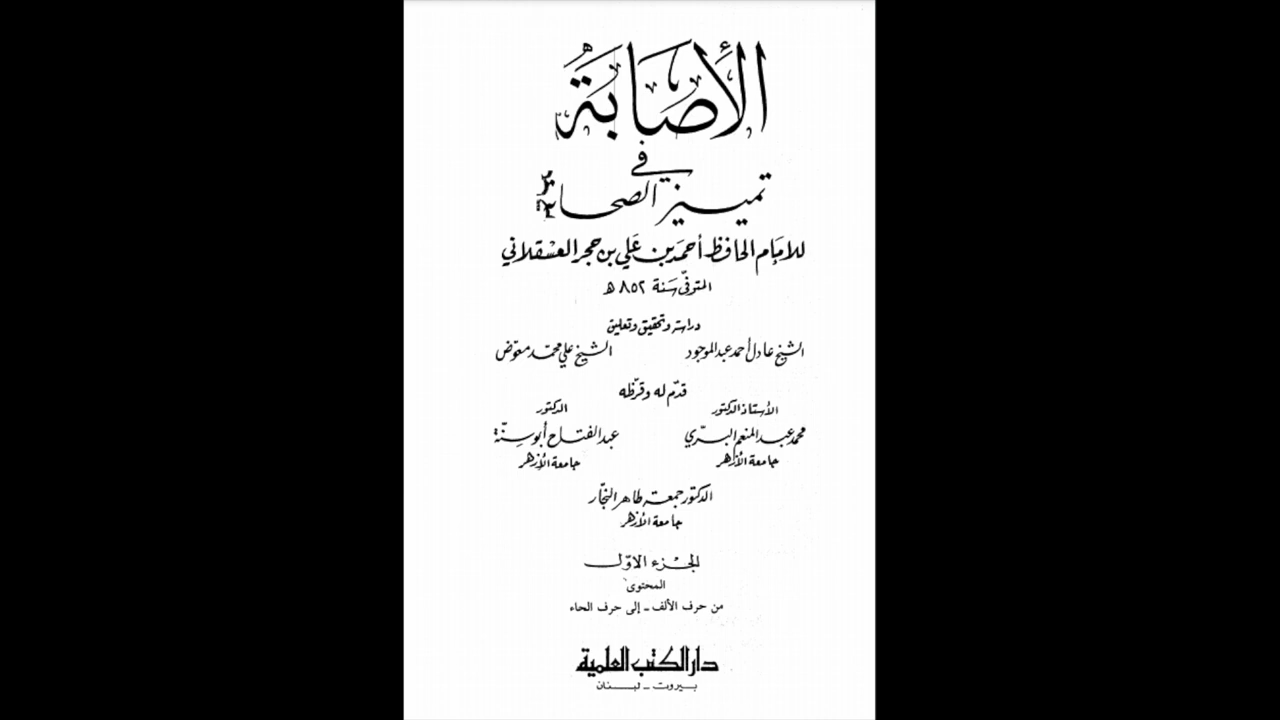 الأصابة
في
تمييز الصحابة
للإمام الحافظ أحمد بن علي بن حجر العسقلاني
المتوفى سنة ٨٥٢ هـ
دراسة وتحقيق وتعليق
الشيخ عادل أحمد عبد الموجود الشيخ علي محمد معوض
قدم له وقرظه
الأستاذ الدكتور الدكتور
محمد عبد المنعم البري عبد الفتاح أبو سنة
جامعة الأزهر جامعة الأزهر
الدكتور جمعة طاهر النجار
جامعة الأزهر
الجزء الأول
المحتوى
من حرف الألف - إلى حرف الحاء
دار الكتب العلمية
بيروت - لبنان